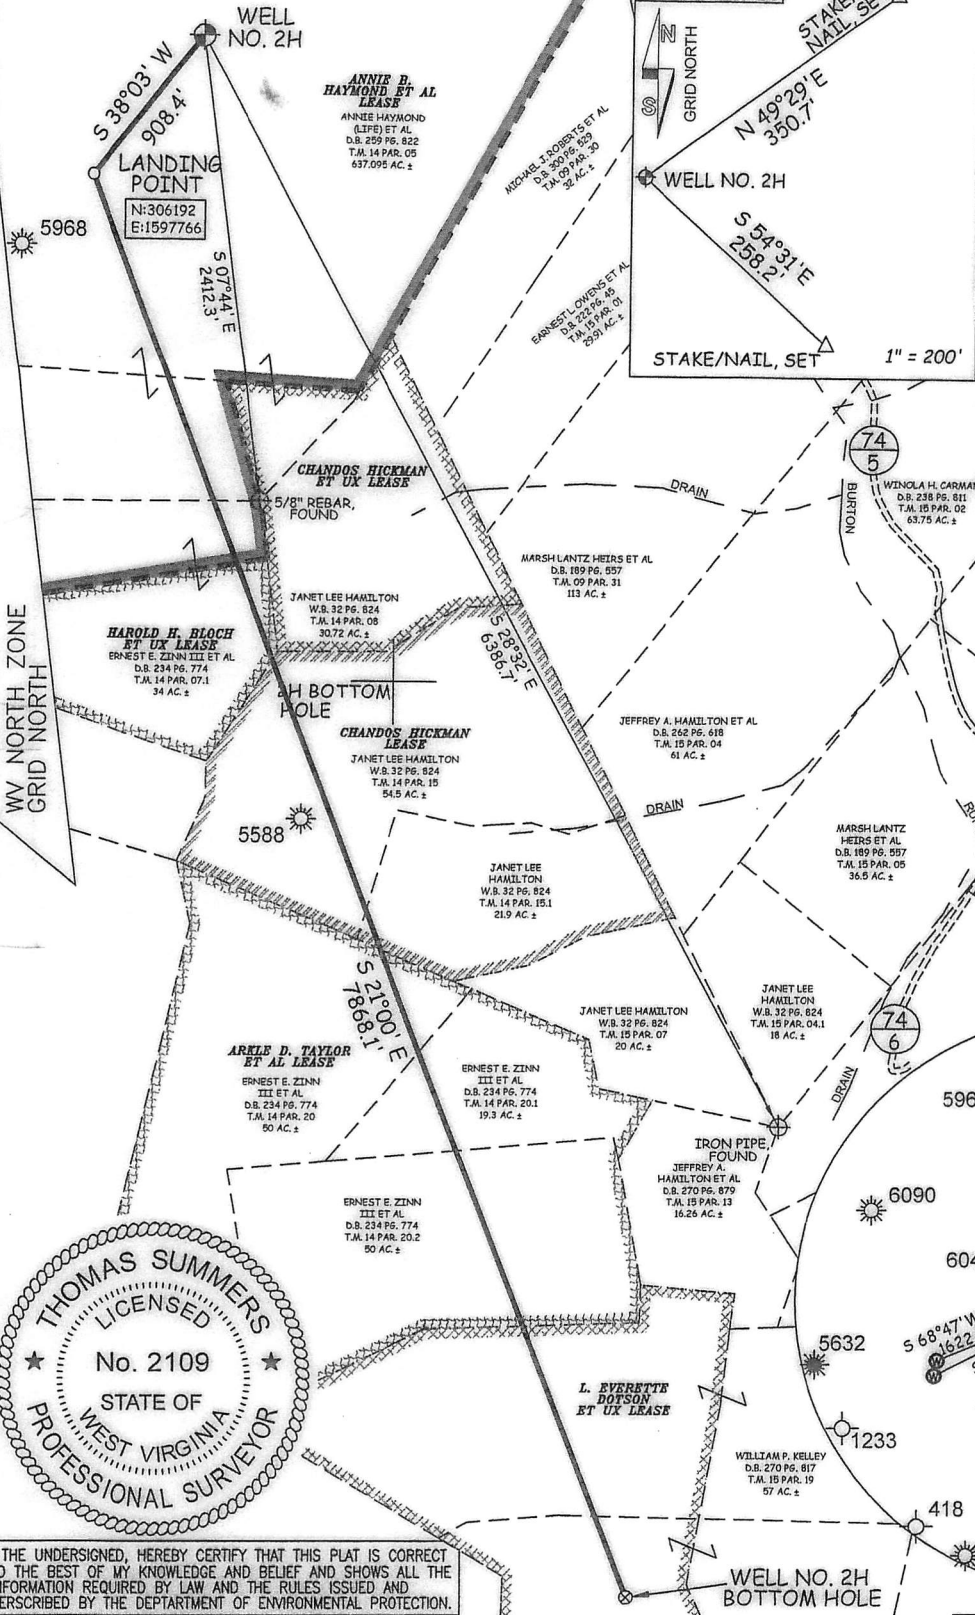 WELL
NO. 2H
S 38°03' W
908.4'
LANDING
POINT
N:306192
E:1597766
5968
S 07°44' E
2412.3'
ANNIE B.
HAYMOND ET AL
LEASE
ANNIE HAYMOND
(LIFE) ET AL
D.B. 259 PG. 822
T.M. 14 PAR. 05
637.095 AC. ±
MICHAEL J. ROBERTS ET AL
D.B. 300 PG. 529
T.M. 09 PAR. 30
32 AC. ±
EARNEST L. OWENS ET AL
D.B. 222 PG. 45
T.M. 15 PAR. 01
29.91 AC. ±
N
S
GRID NORTH
STAKE/
NAIL, SE
N 49°29' E
350.7'
WELL NO. 2H
S 54°31' E
258.2'
STAKE/NAIL, SET
1" = 200'
74
5
BURTON
WINOLA H. CARMA
D.B. 238 PG. 811
T.M. 15 PAR. 02
63.75 AC. ±
CHANDOS HICKMAN
ET UX LEASE
5/8" REBAR,
FOUND
DRAIN
MARSH LANTZ HEIRS ET AL
D.B. 189 PG. 557
T.M. 09 PAR. 31
113 AC. ±
JANET LEE HAMILTON
W.B. 32 PG. 824
T.M. 14 PAR. 08
30.72 AC. ±
S 28°32' E
6386.7'
WV NORTH ZONE
GRID NORTH
HAROLD H. BLOCH
ET UX LEASE
ERNEST E. ZINN III ET AL
D.B. 234 PG. 774
T.M. 14 PAR. 07.1
34 AC. ±
H BOTTOM
HOLE
CHANDOS HICKMAN
LEASE
JANET LEE HAMILTON
W.B. 32 PG. 824
T.M. 14 PAR. 15
54.5 AC. ±
JEFFREY A. HAMILTON ET AL
D.B. 262 PG. 618
T.M. 15 PAR. 04
61 AC. ±
DRAIN
5588
MARSH LANTZ
HEIRS ET AL
D.B. 189 PG. 557
T.M. 15 PAR. 05
36.5 AC. ±
JANET LEE
HAMILTON
W.B. 32 PG. 824
T.M. 14 PAR. 15.1
21.9 AC. ±
S 21°00' E
7868.1'
JANET LEE HAMILTON
W.B. 32 PG. 824
T.M. 15 PAR. 07
20 AC. ±
JANET LEE
HAMILTON
W.B. 32 PG. 824
T.M. 15 PAR. 04.1
18 AC. ±
74
6
DRAIN
ARKLE D. TAYLOR
ET AL LEASE
ERNEST E. ZINN
III ET AL
D.B. 234 PG. 774
T.M. 14 PAR. 20
50 AC. ±
ERNEST E. ZINN
III ET AL
D.B. 234 PG. 774
T.M. 14 PAR. 20.1
19.3 AC. ±
596
IRON PIPE,
FOUND
JEFFREY A.
HAMILTON ET AL
D.B. 270 PG. 879
T.M. 15 PAR. 13
16.26 AC. ±
6090
ERNEST E. ZINN
III ET AL
D.B. 234 PG. 774
T.M. 14 PAR. 20.2
50 AC. ±
604
5632
S 68°47' W
1622
W
W
THOMAS SUMMERS
LICENSED
No. 2109
STATE OF
WEST VIRGINIA
PROFESSIONAL SURVEYOR
L. EVERETTE
DOTSON
ET UX LEASE
1233
WILLIAM P. KELLEY
D.B. 270 PG. 817
T.M. 15 PAR. 19
57 AC. ±
418
THE UNDERSIGNED, HEREBY CERTIFY THAT THIS PLAT IS CORRECT
O THE BEST OF MY KNOWLEDGE AND BELIEF AND SHOWS ALL THE
NFORMATION REQUIRED BY LAW AND THE RULES ISSUED AND
ERSCRIBED BY THE DEPTARTMENT OF ENVIRONMENTAL PROTECTION.
WELL NO. 2H
BOTTOM HOLE